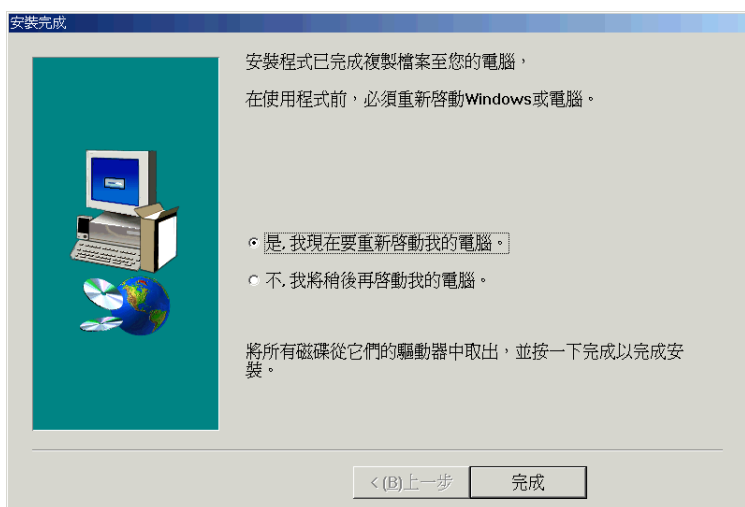 安裝完成
安裝程式已完成複製檔案至您的電腦，
在使用程式前，必須重新啓動Windows或電腦。
是, 我現在要重新啓動我的電腦。
不, 我將稍後再啓動我的電腦。
將所有磁碟從它們的驅動器中取出，並按一下完成以完成安
裝。
< (B)上一步
完成